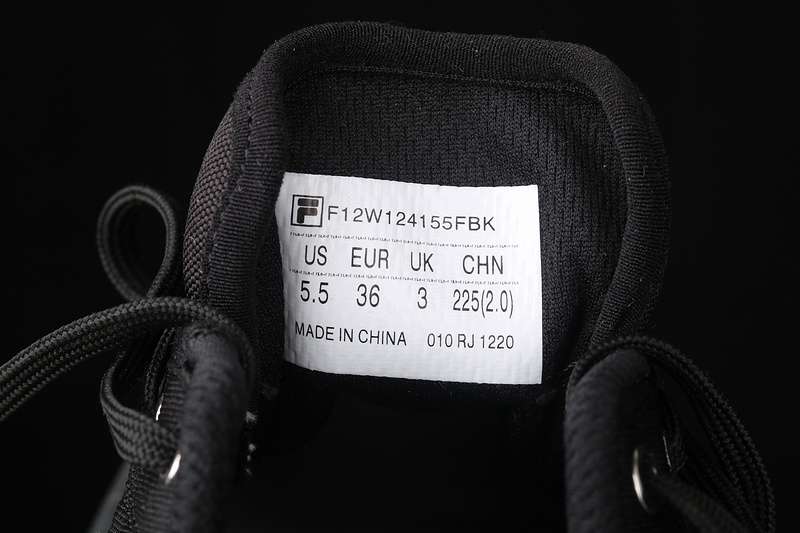 F F12W124155FBK
US EUR UK CHN
5.5 36 3 225(2.0)
MADE IN CHINA 010 RJ 1220